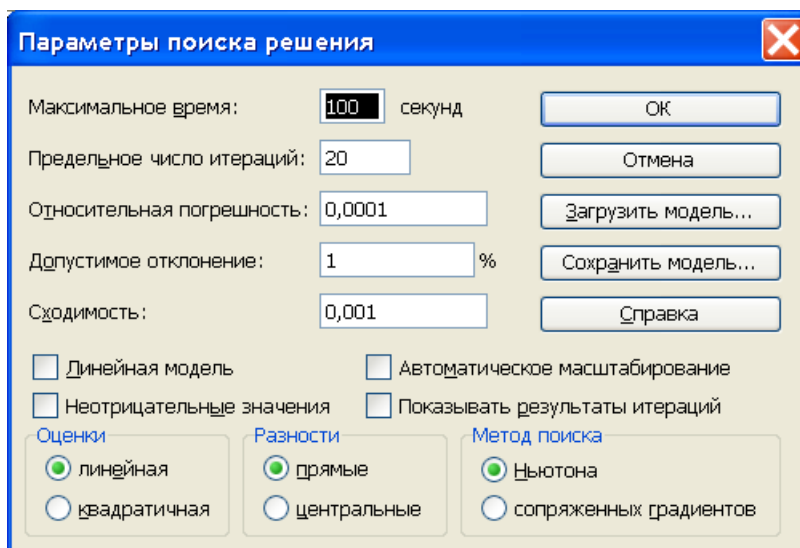 Параметры поиска решения
Максимальное время: 100 секунд ОК
Предельное число итераций: 20 Отмена
Относительная погрешность: 0,0001 Загрузить модель...
Допустимое отклонение: 1 % Сохранить модель...
Сходимость: 0,001 Справка
Линейная модель Автоматическое масштабирование
Неотрицательные значения Показывать результаты итераций
Оценки Разности Метод поиска
линейная прямые Ньютона
квадратичная центральные сопряженных градиентов